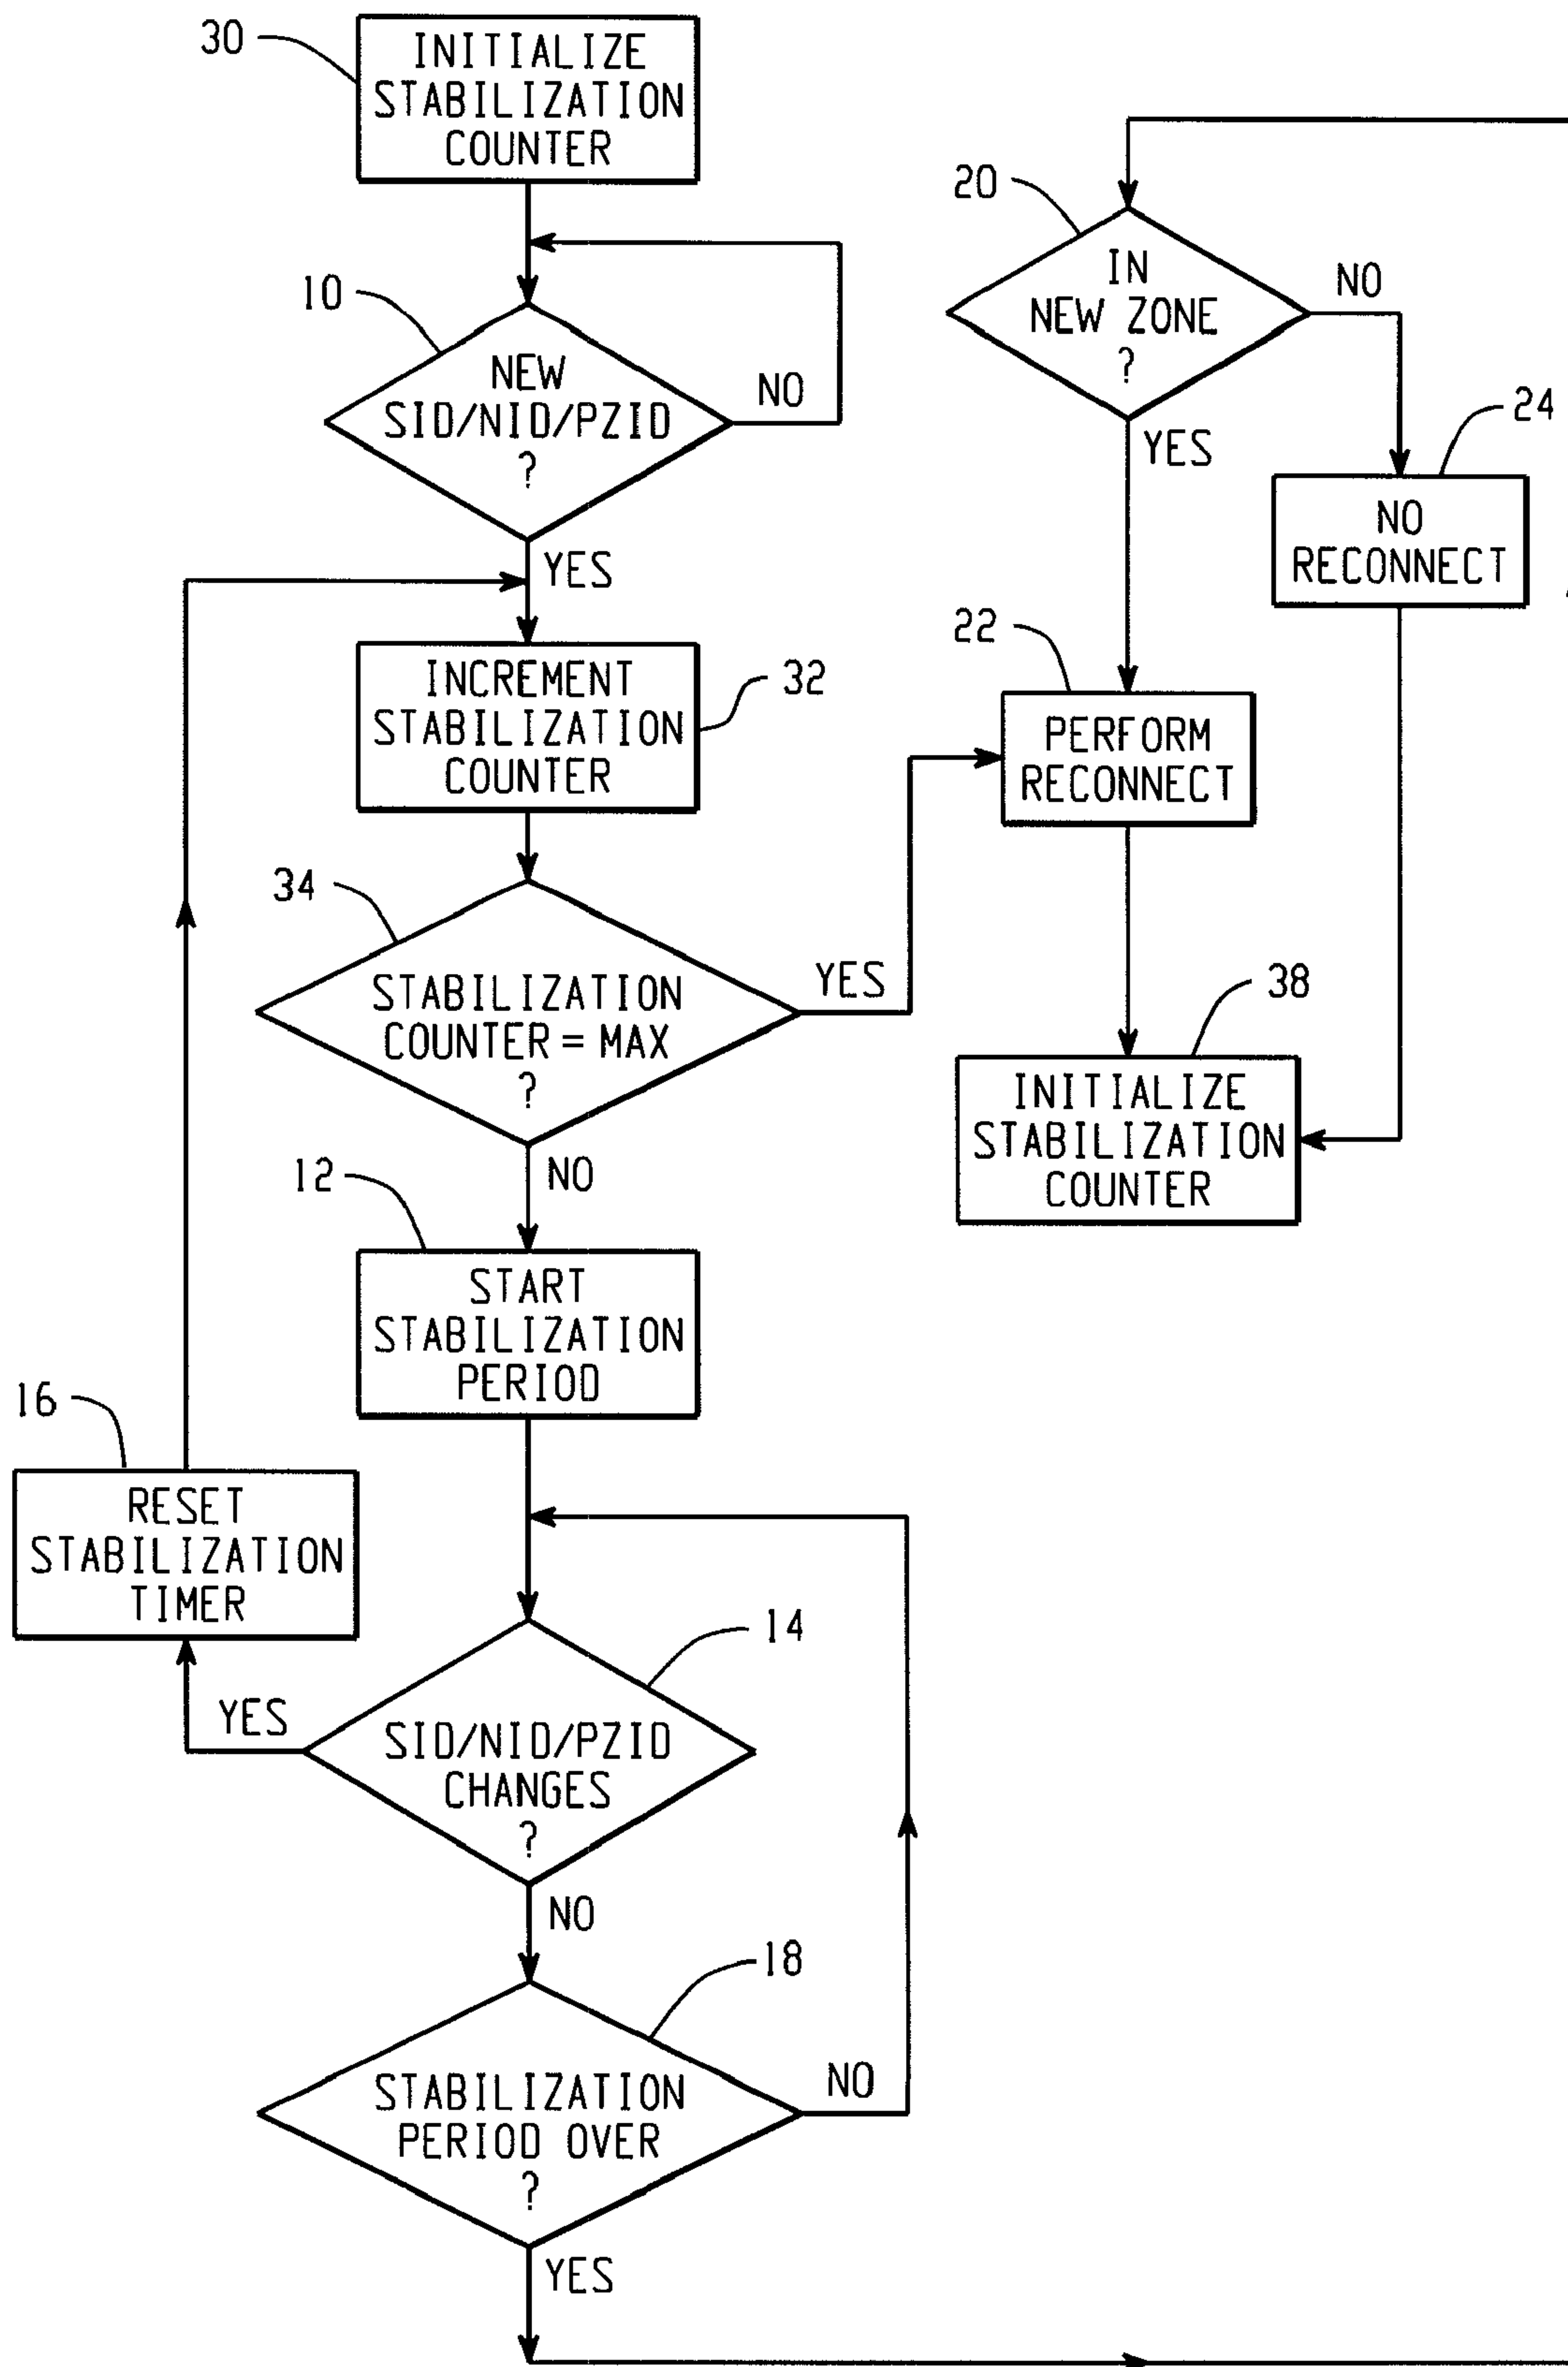 30
INITIALIZE
STABILIZATION
COUNTER
10
NEW
SID/NID/PZID
?
NO
YES
INCREMENT
STABILIZATION
COUNTER
32
34
STABILIZATION
COUNTER = MAX
?
YES
NO
12
START
STABILIZATION
PERIOD
16
RESET
STABILIZATION
TIMER
14
SID/NID/PZID
CHANGES
?
YES
NO
18
STABILIZATION
PERIOD OVER
?
NO
YES
20
IN
NEW ZONE
?
NO
YES
24
NO
RECONNECT
22
PERFORM
RECONNECT
38
INITIALIZE
STABILIZATION
COUNTER